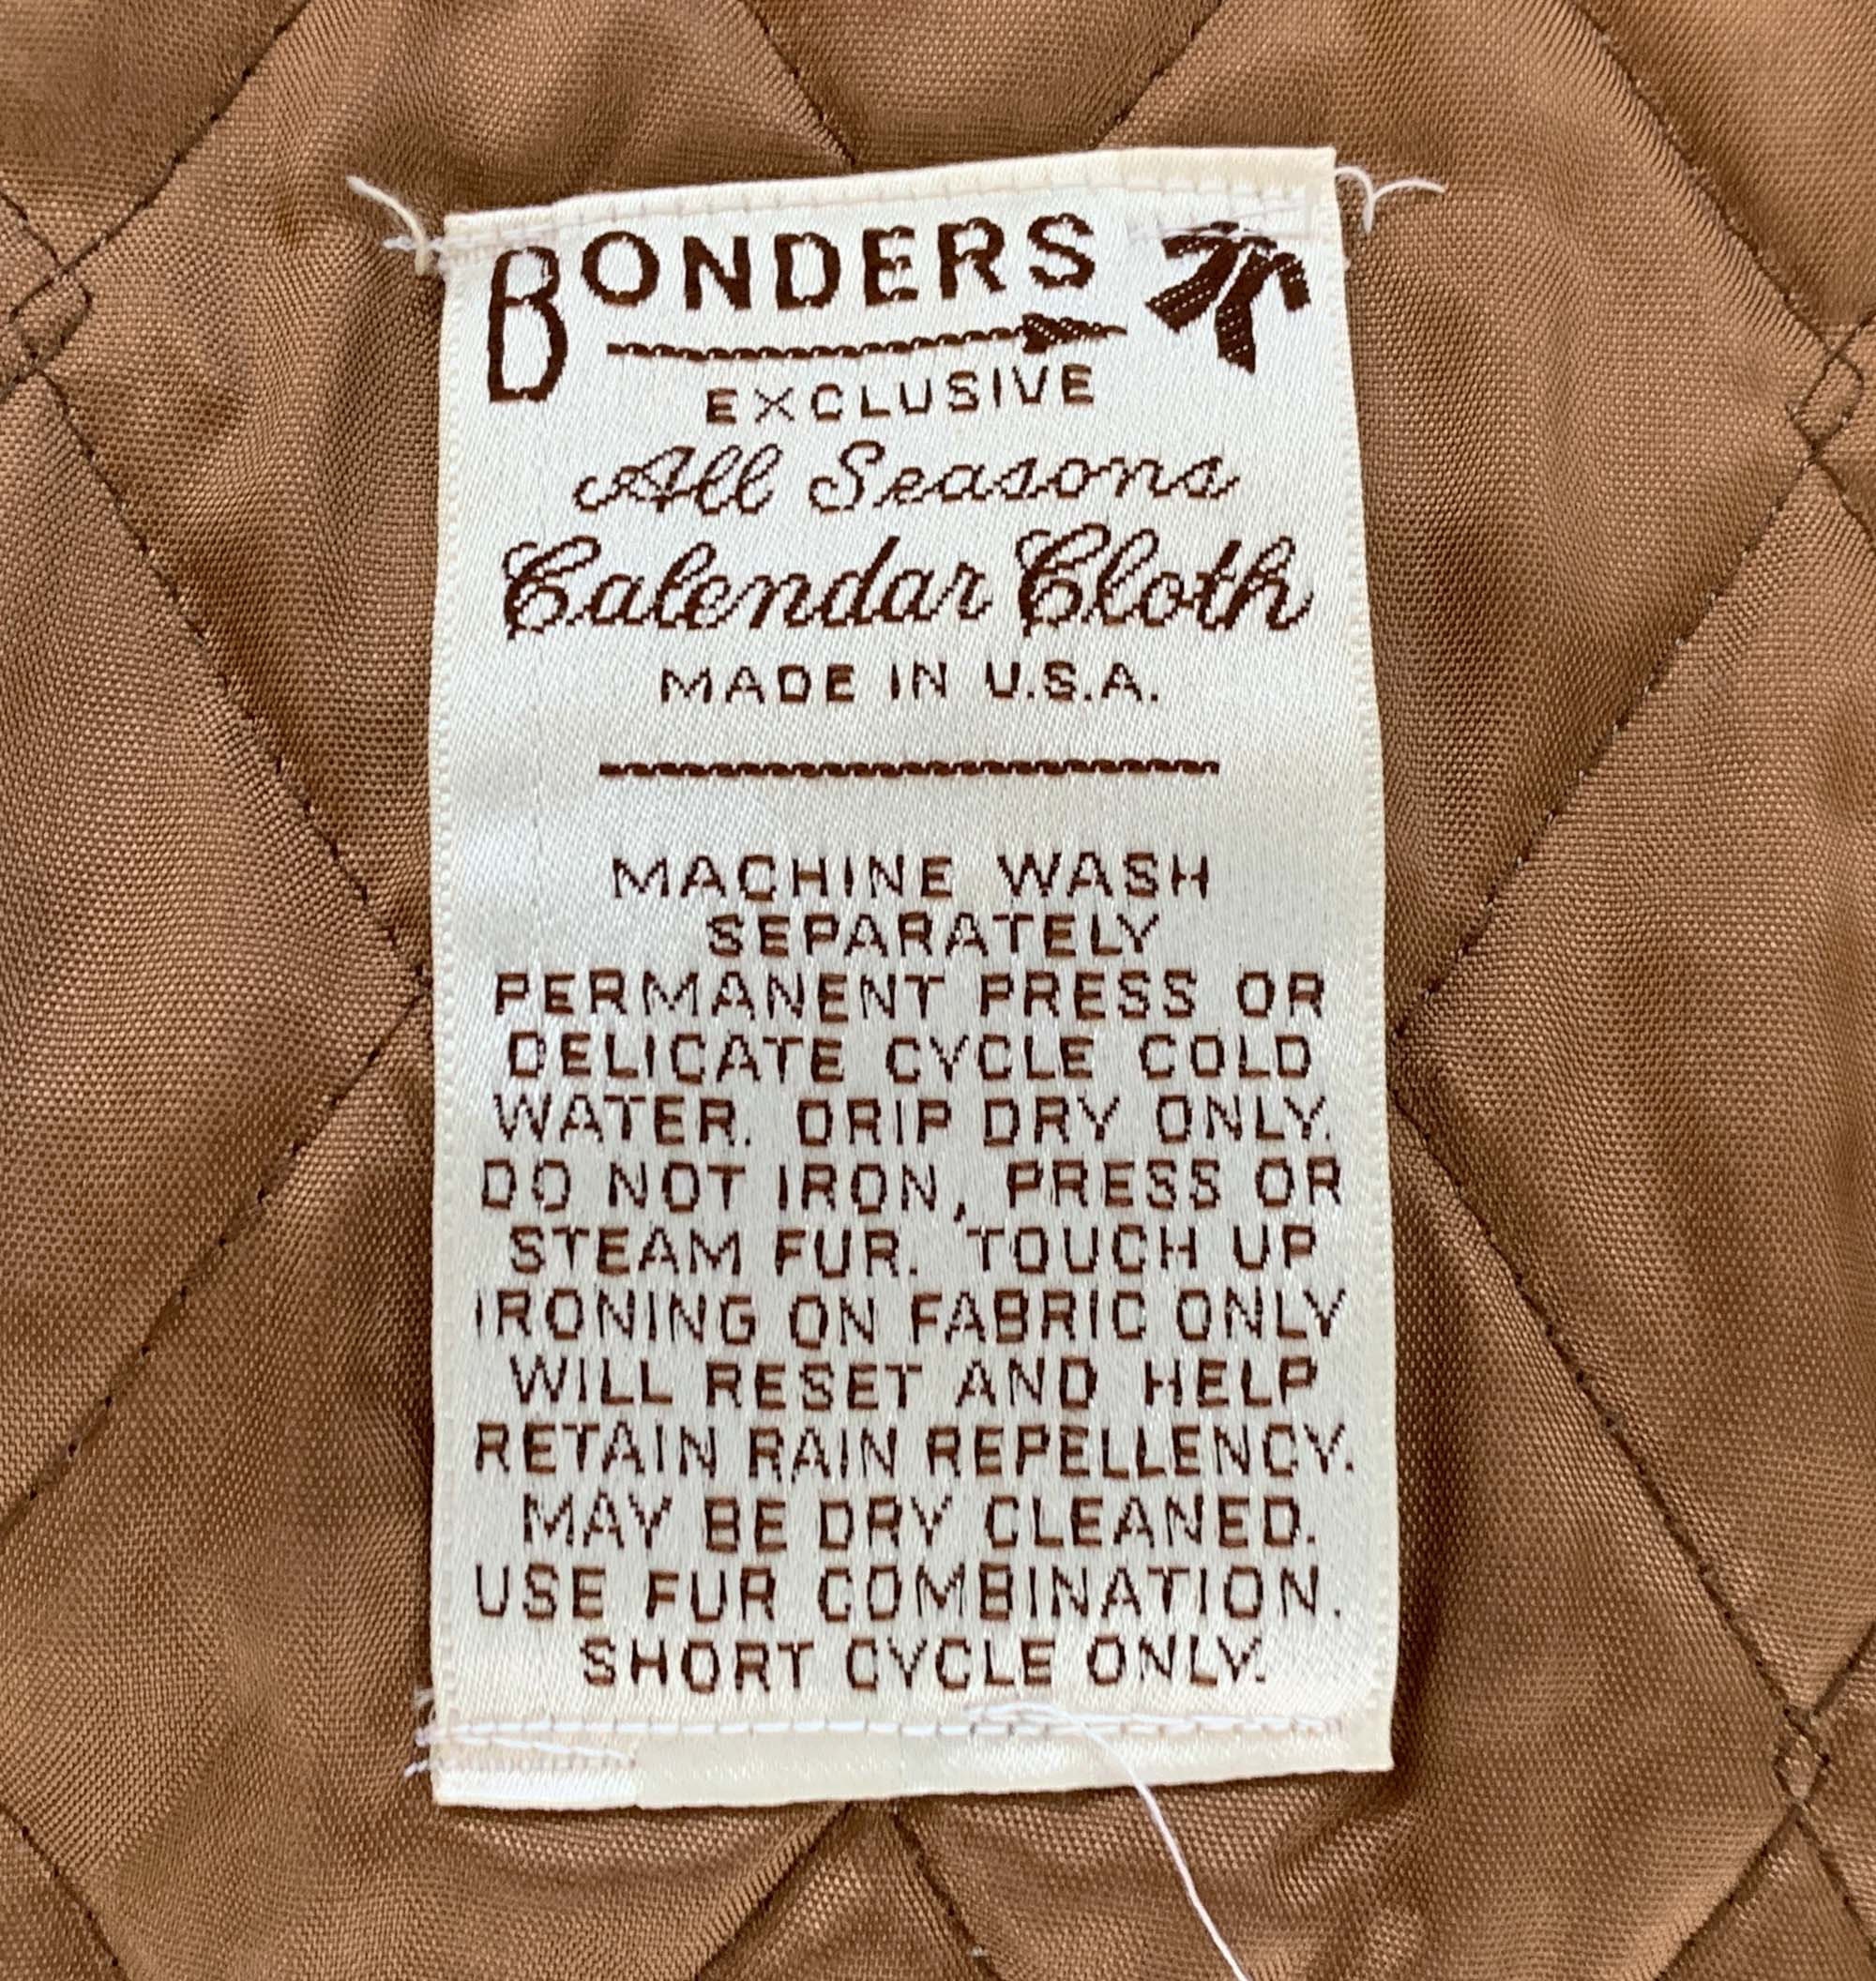 BONDERS
EXCLUSIVE
All Seasons
Calendar Cloth
MADE IN U.S.A.
MACHINE WASH
SEPARATELY
PERMANENT PRESS OR
DELICATE CYCLE COLD
WATER. DRIP DRY ONLY.
DO NOT IRON, PRESS OR
STEAM FUR. TOUCH UP
IRONING ON FABRIC ONLY
WILL RESET AND HELP
RETAIN RAIN REPELLENCY.
MAY BE DRY CLEANED.
USE FUR COMBINATION.
SHORT CYCLE ONLY.